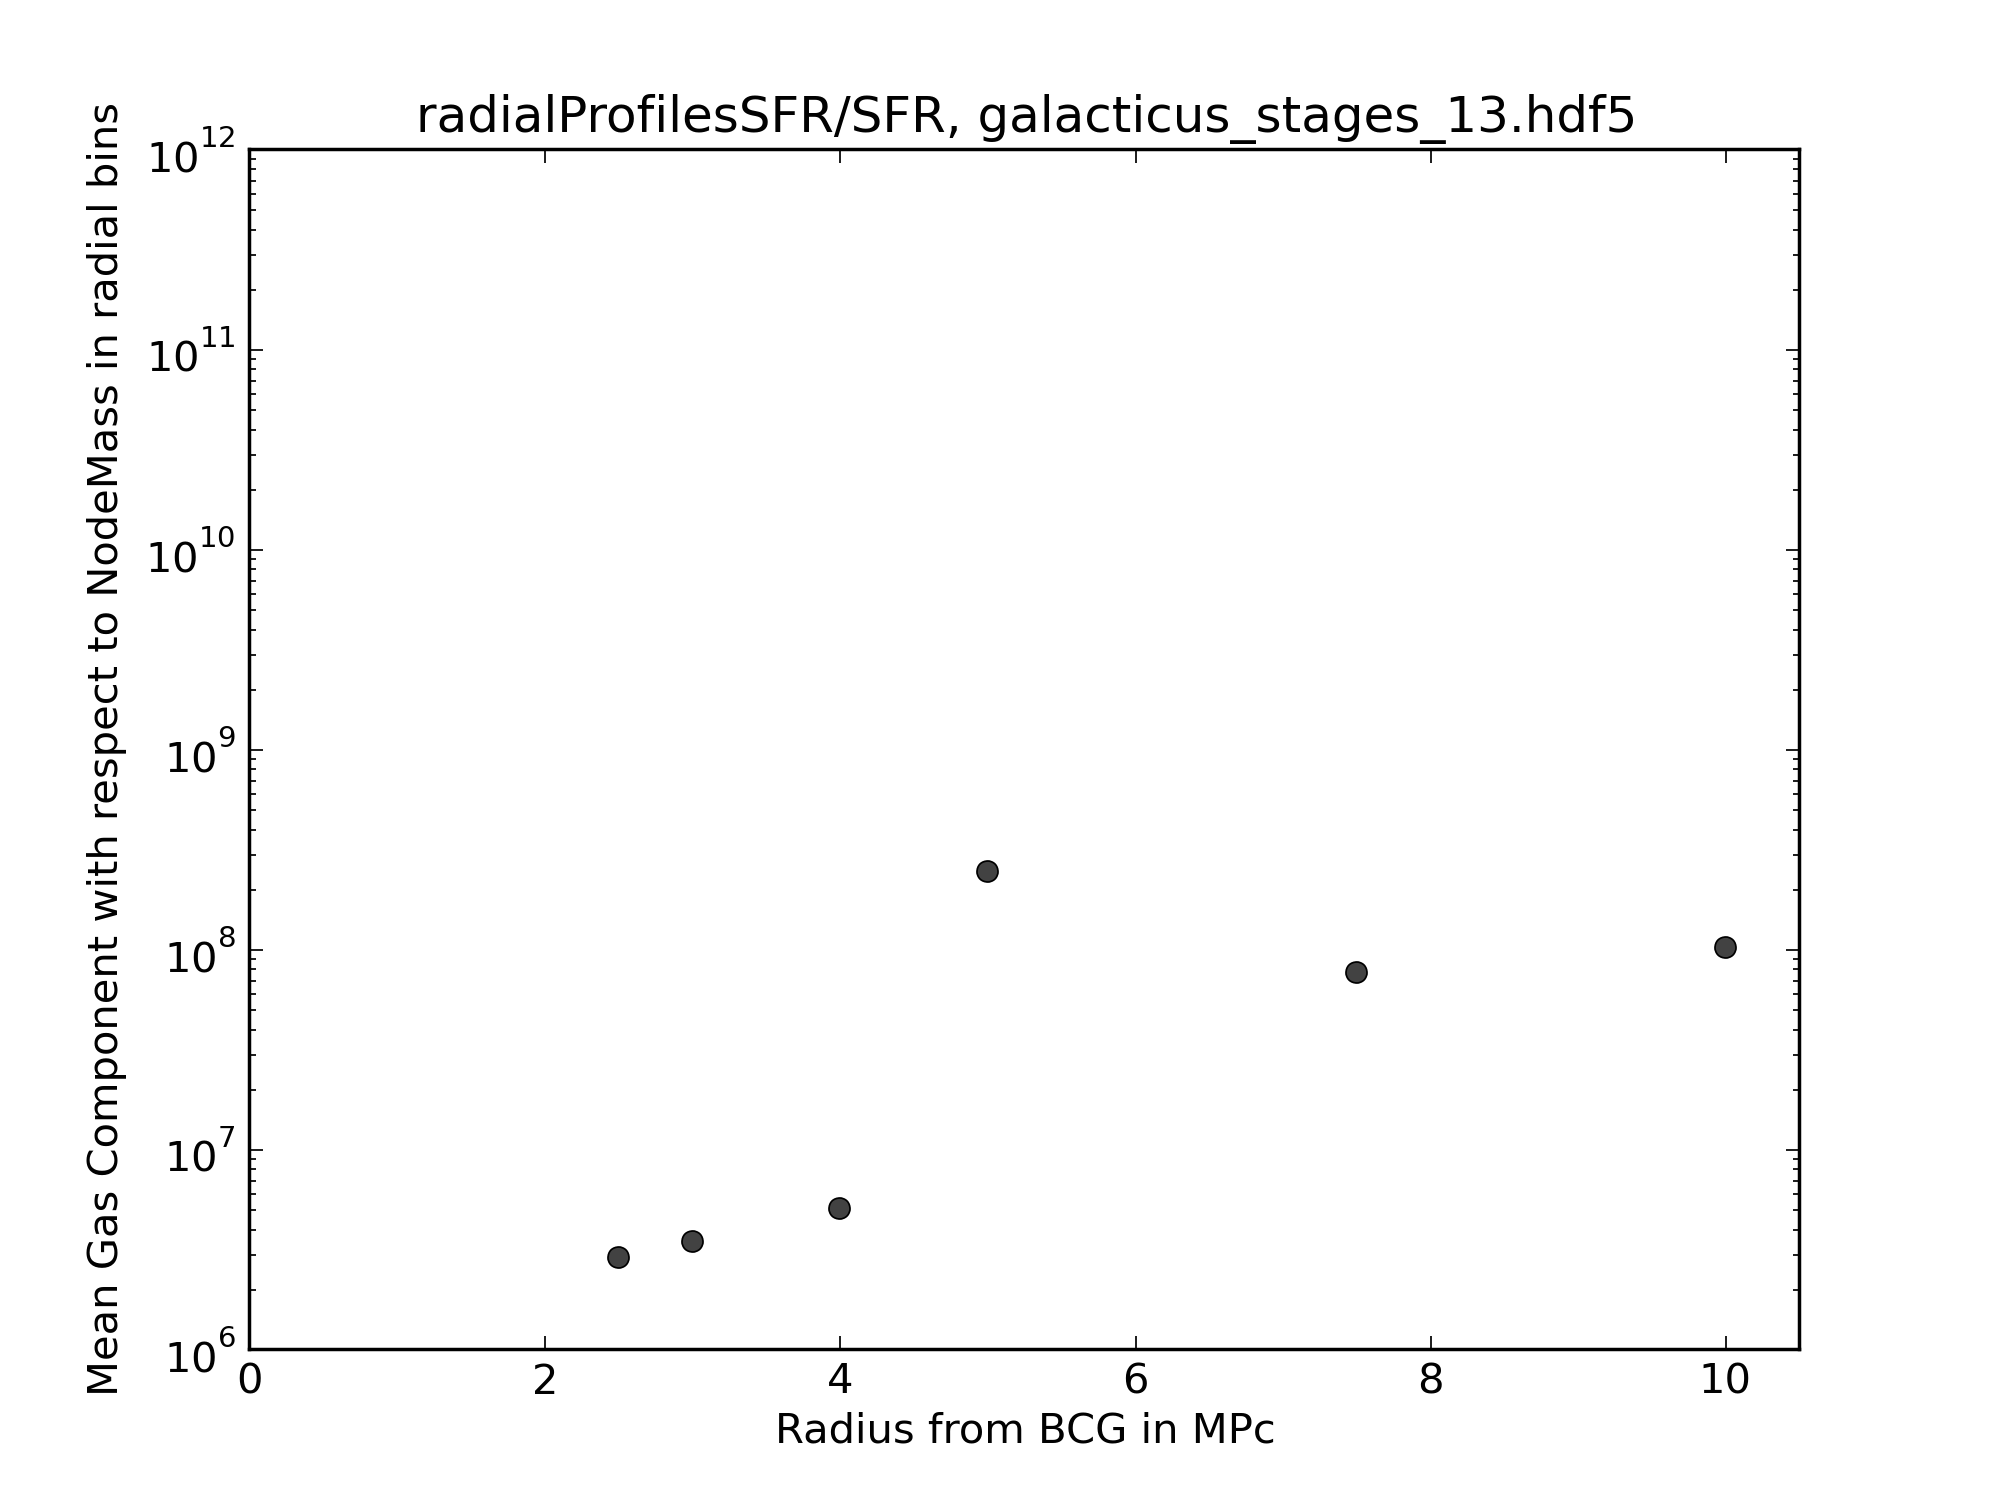 radialProfilesSFR/SFR, galacticus_stages_13.hdf5
Mean Gas Component with respect to NodeMass in radial bins
10^12
10^11
10^10
10^9
10^8
10^7
10^6
0 2 4 6 8 10
Radius from BCG in MPc